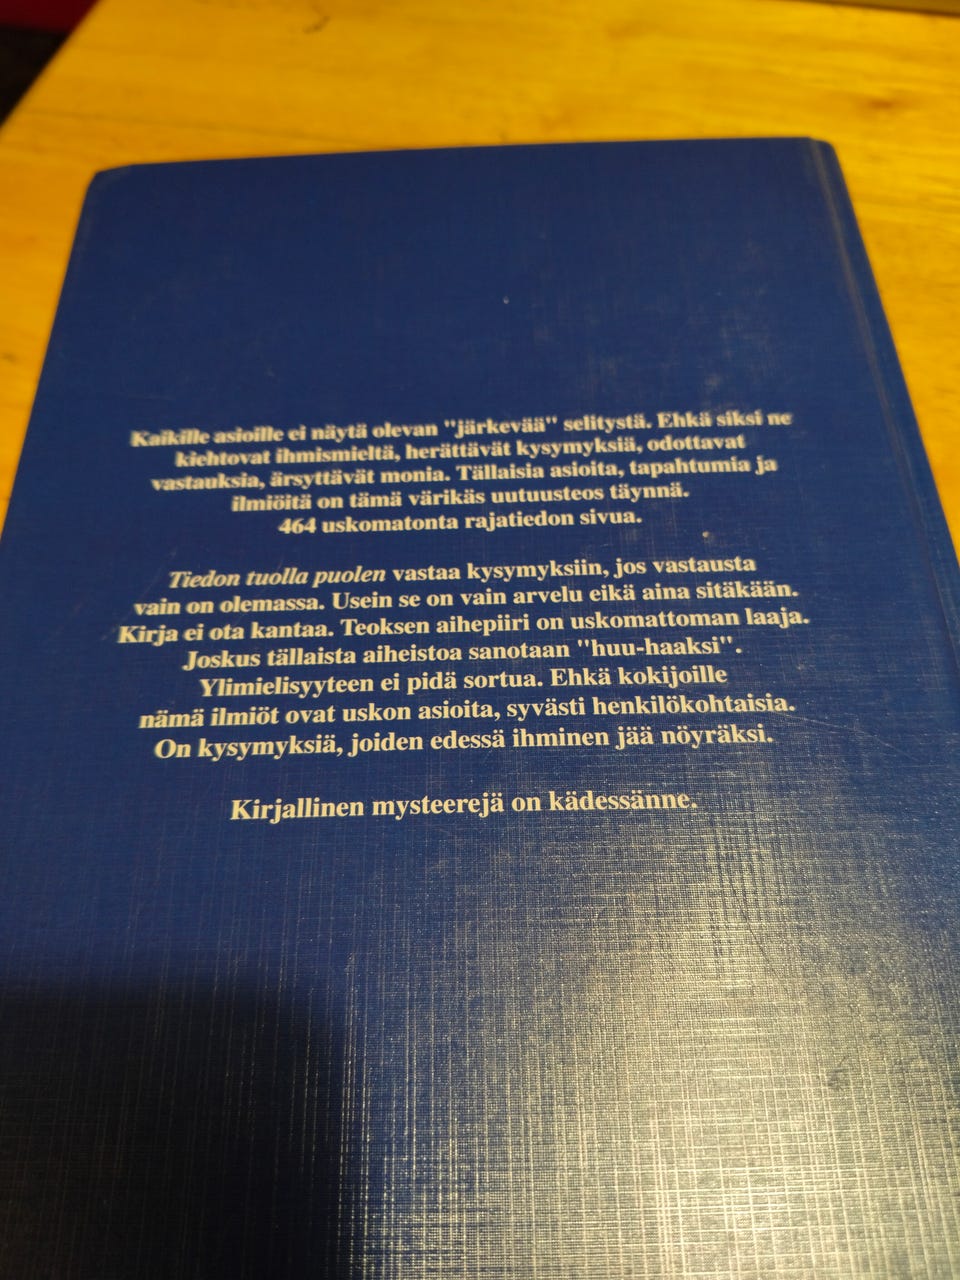 Kaikille asioille ei näytä olevan "järkevää" selitystä. Ehkä siksi ne
kiehtovat ihmismieltä, herättävät kysymyksiä, odottavat
vastauksia, ärsyttävät monia. Tällaisia asioita, tapahtumia ja
ilmiöitä on tämä värikäs uutuusteos täynnä.
464 uskomatonta rajatiedon sivua.
Tiedon tuolla puolen vastaa kysymyksiin, jos vastausta
vain on olemassa. Usein se on vain arvelu eikä aina sitäkään.
Kirja ei ota kantaa. Teoksen aihepiiri on uskomattoman laaja.
Joskus tällaista aiheistoa sanotaan "huu-haaksi".
Ylimielisyyteen ei pidä sortua. Ehkä kokijoille
nämä ilmiöt ovat uskon asioita, syvästi henkilökohtaisia.
On kysymyksiä, joiden edessä ihminen jää nöyräksi.
Kirjallinen mysteerejä on kädessänne.